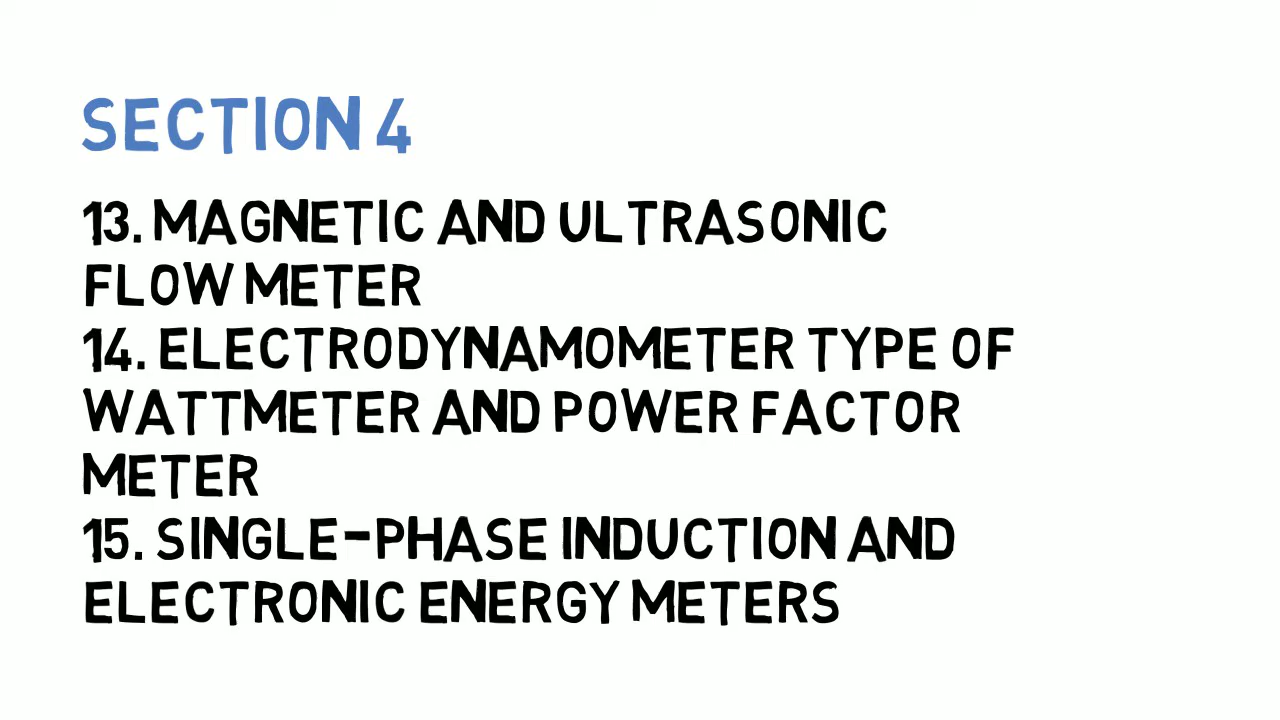 SECTION 4
13. MAGNETIC AND ULTRASONIC
FLOW METER
14. ELECTRODYNAMOMETER TYPE OF
WATTMETER AND POWER FACTOR
METER
15. SINGLE-PHASE INDUCTION AND
ELECTRONIC ENERGY METERS